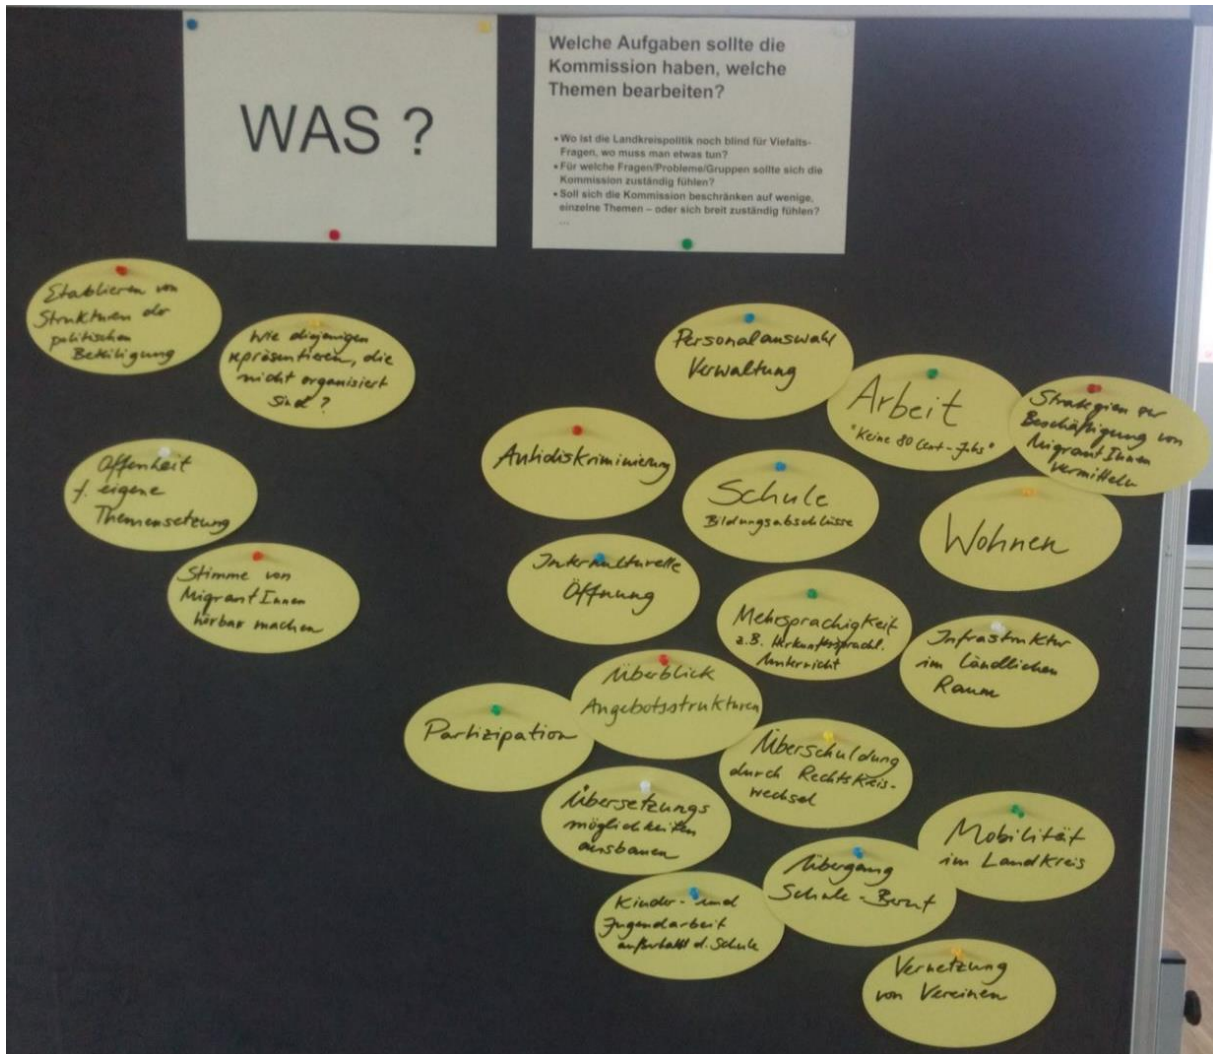 WAS ?
Welche Aufgaben sollte die
Kommission haben, welche
Themen bearbeiten?
• Wo ist die Landkreispolitik noch blind für Viefalts-
Fragen, wo muss man etwas tun?
• Für welche Fragen/Probleme/Gruppen sollte sich die
Kommission zuständig fühlen?
• Soll sich die Kommission beschränken auf wenige,
einzelne Themen – oder sich breit zuständig fühlen?
...
Etablieren von
Strukturen der
politischen
Beteiligung
Wie diejenigen
repräsentieren, die
nicht organisiert
sind?
Offenheit
f. eigene
Themensetzung
Stimme von
MigrantInnen
hörbar machen
Personalauswahl
Verwaltung
Arbeit
"Keine 80 Cent-Jobs"
Strategien zur
Beschäftigung von
MigrantInnen
vermitteln
Antidiskriminierung
Schule
Bildungsabschlüsse
Wohnen
Interkulturelle
Öffnung
Mehrsprachigkeit
z.B. Herkunftssprachl.
Unterricht
Infrastruktur
im ländlichen
Raum
Überblick
Angebotsstrukturen
Partizipation
Überschuldung
durch Rechtskreis-
wechsel
Übersetzungs
möglichkeiten
ausbauen
Mobilität
im Landkreis
Übergang
Schule-Beruf
Kinder- und
Jugendarbeit
außerhalb d. Schule
Vernetzung
von Vereinen